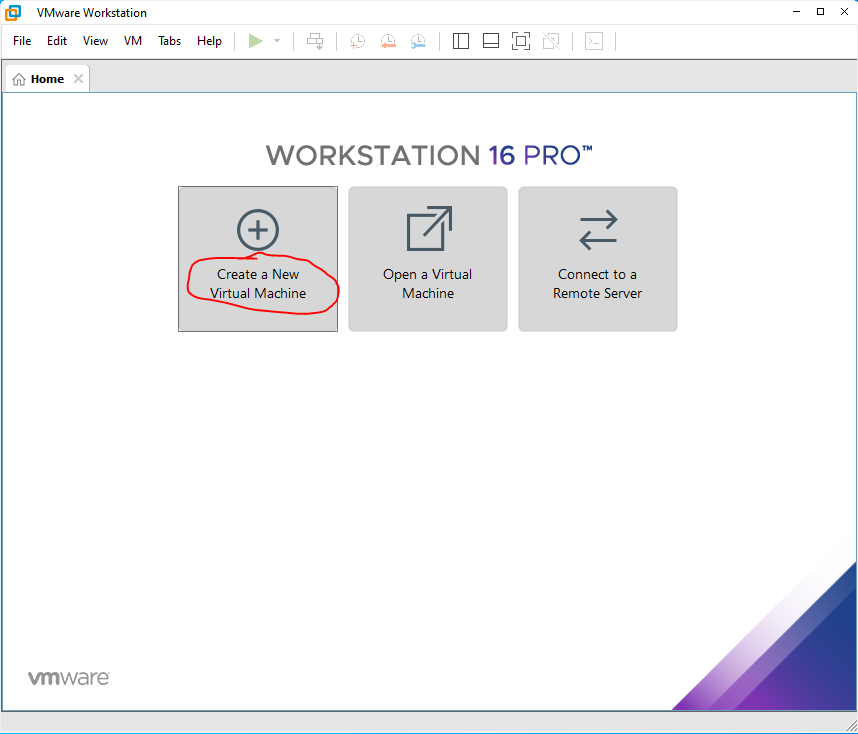 VMware Workstation
File Edit View VM Tabs Help
Home
WORKSTATION 16 PRO™
Create a New
Virtual Machine
Open a Virtual
Machine
Connect to a
Remote Server
vmware